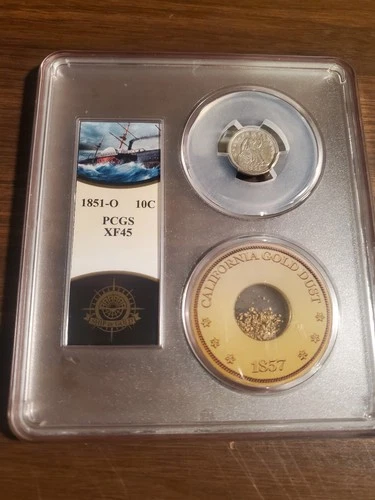 1851-O 10C
PCGS
XF45
CALIFORNIA GOLD DUST
1857